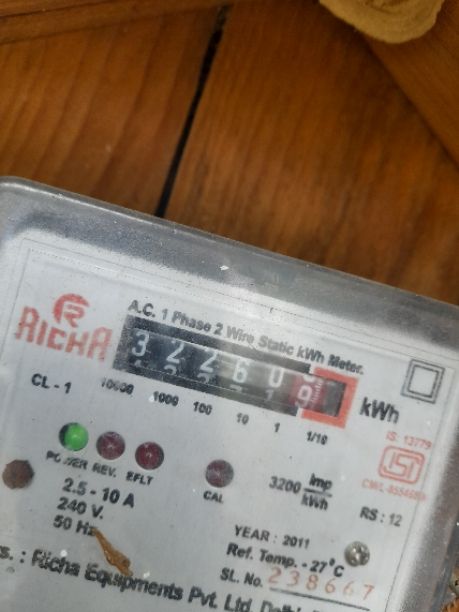 RICHA
A.C. 1 Phase 2 Wire Static kWh Meter.
3 2 2 6 0
kWh
CL - 1 10000 1000 100 10 1 1/10
POWER REV. EFLT CAL
3200 imp/kWh
IS: 13779
ISI
RS : 12
2.5 - 10 A
240 V.
50 Hz
YEAR : 2011
Ref. Temp. - 27°C
SL. No. 238667
rs. : Richa Equipments Pvt. Ltd.